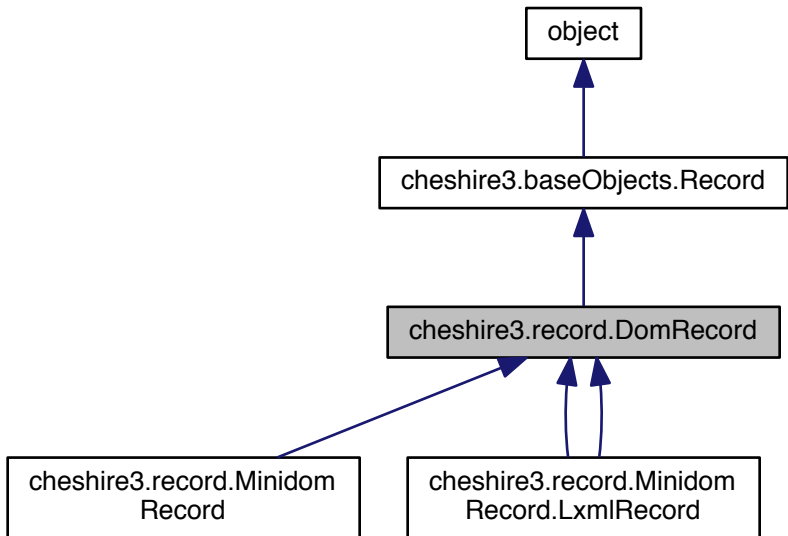 object
cheshire3.baseObjects.Record
cheshire3.record.DomRecord
cheshire3.record.Minidom
Record
cheshire3.record.Minidom
Record.LxmlRecord